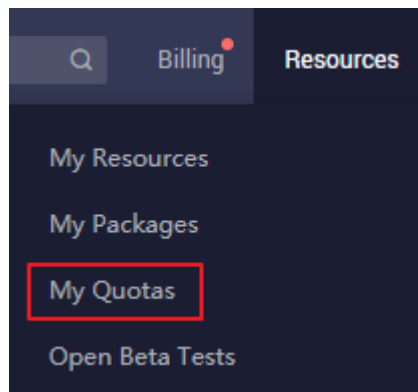 Billing Resources
My Resources
My Packages
My Quotas
Open Beta Tests